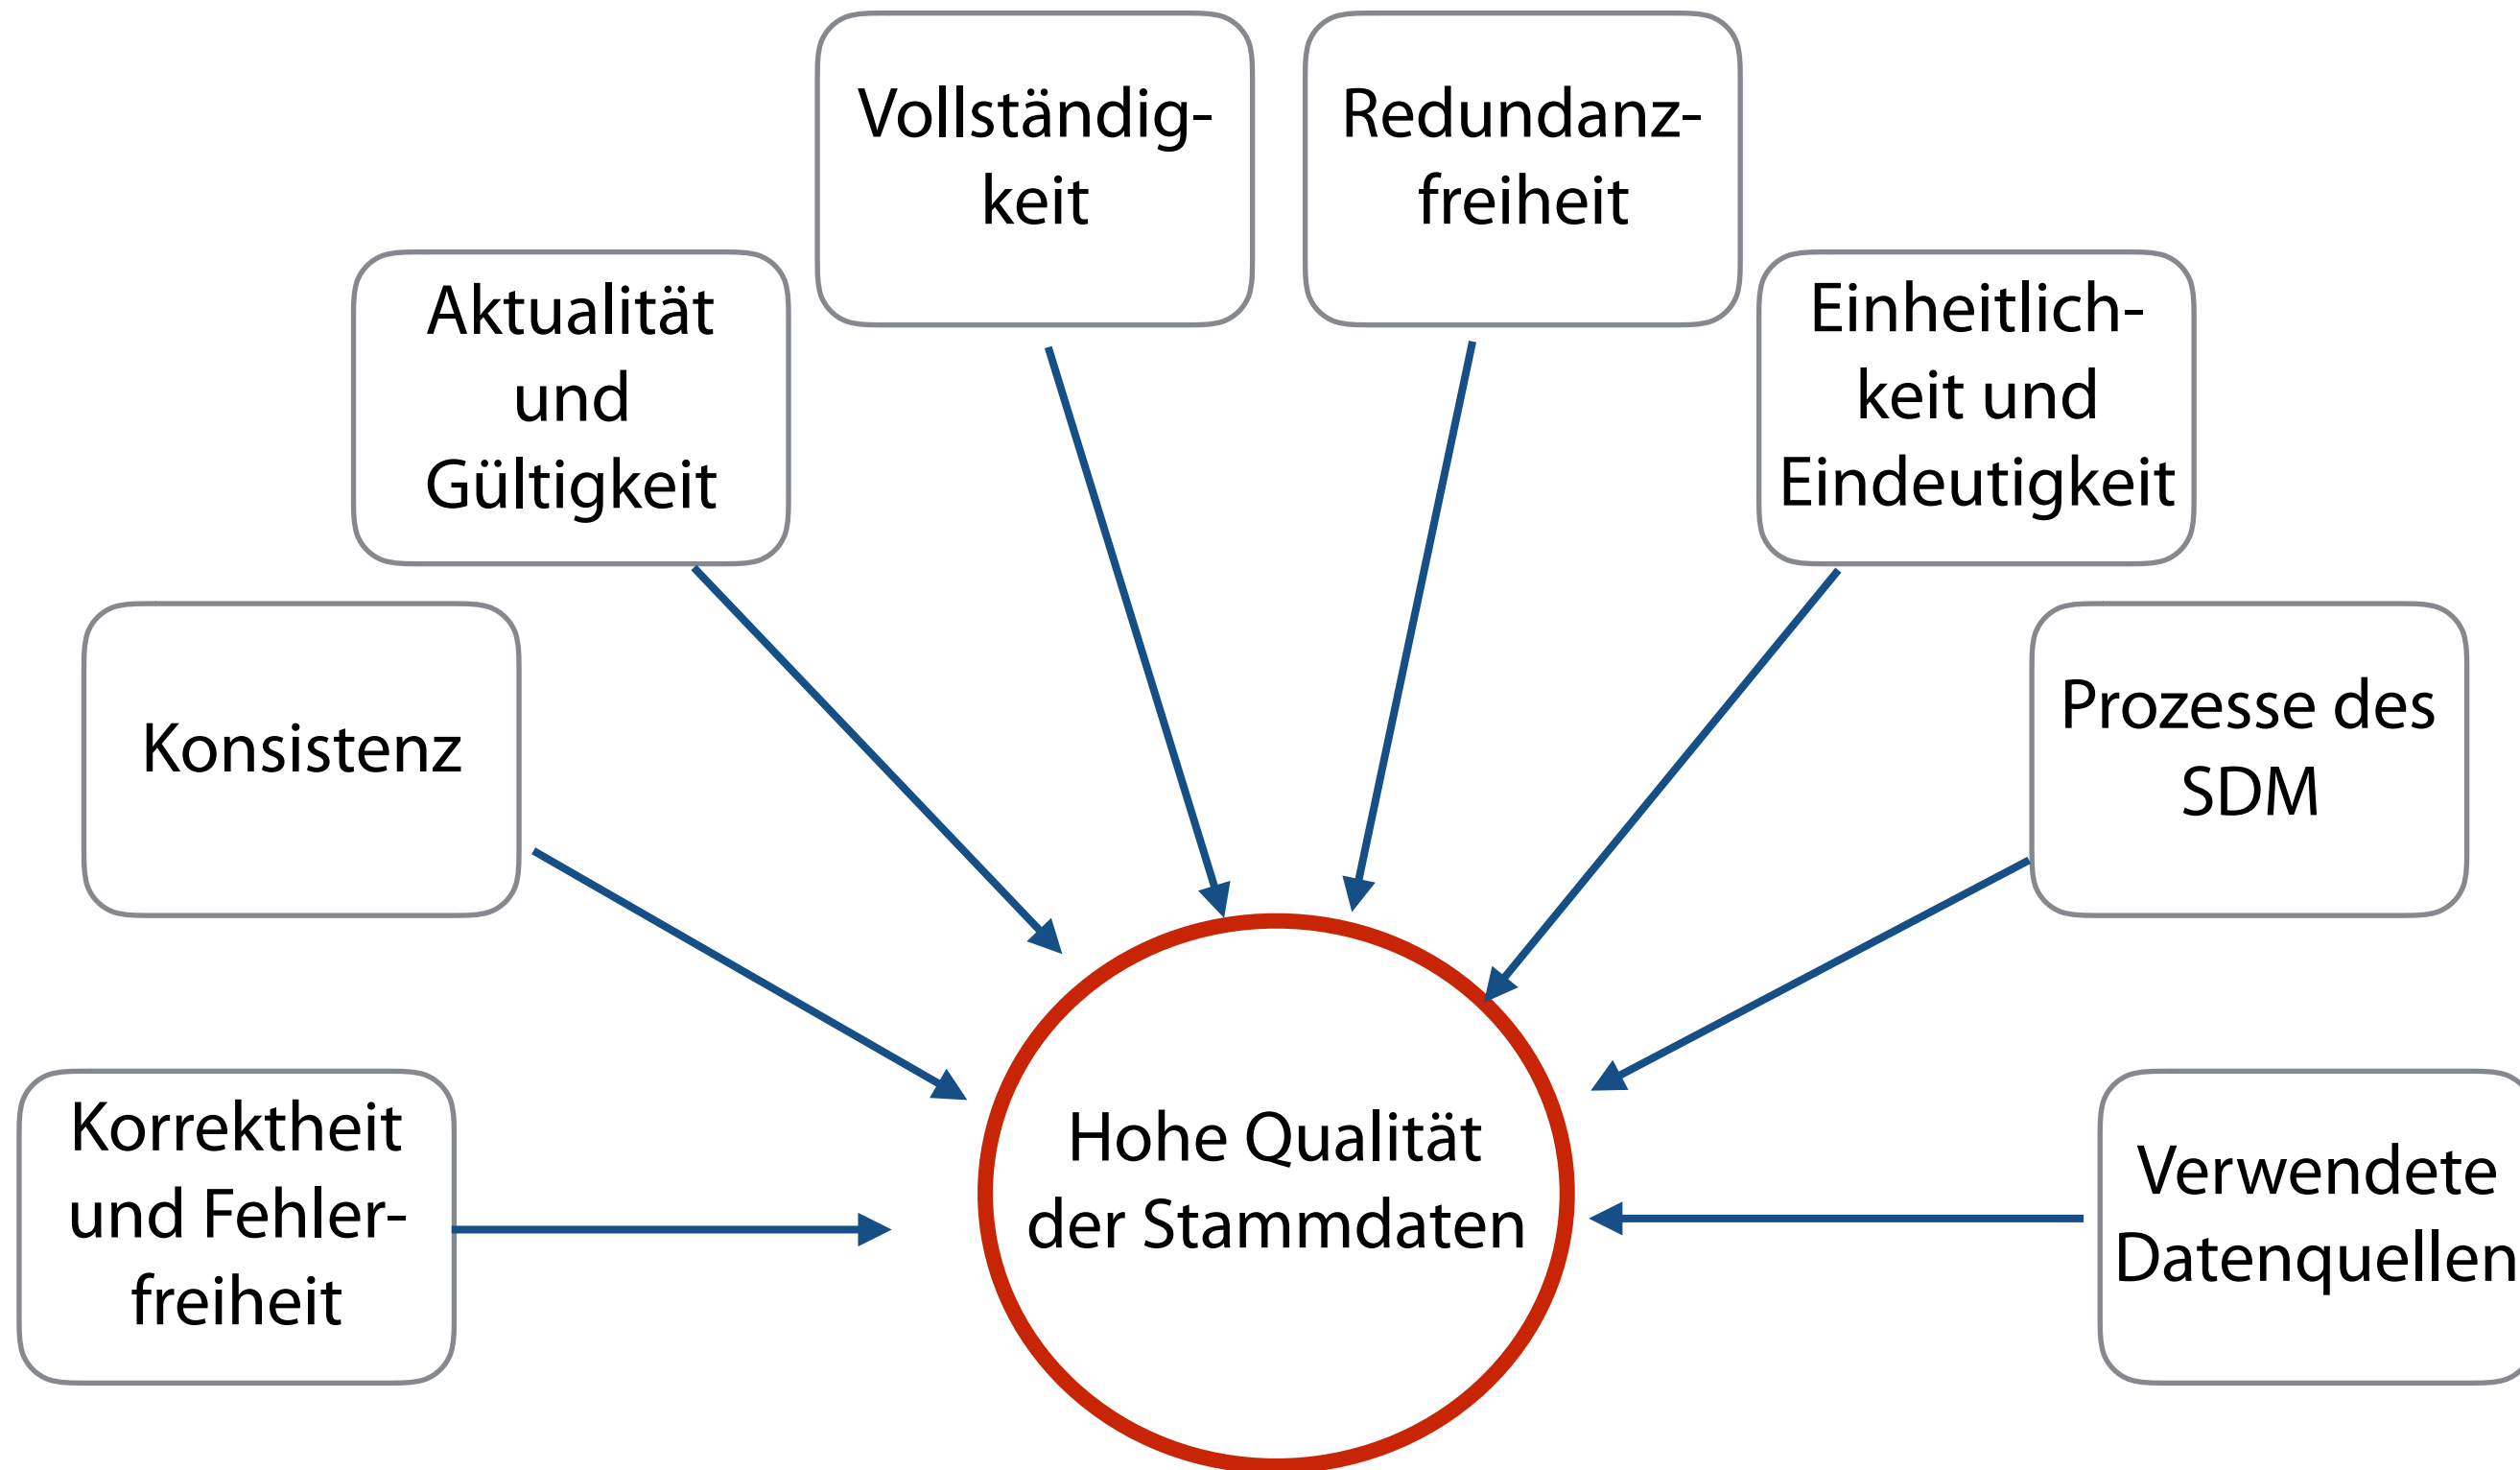 Vollständig-
keit
Redundanz-
freiheit
Aktualität
und
Gültigkeit
Einheitlich-
keit und
Eindeutigkeit
Konsistenz
Prozesse des
SDM
Korrektheit
und Fehler-
freiheit
Hohe Qualität
der Stammdaten
Verwendete
Datenquellen